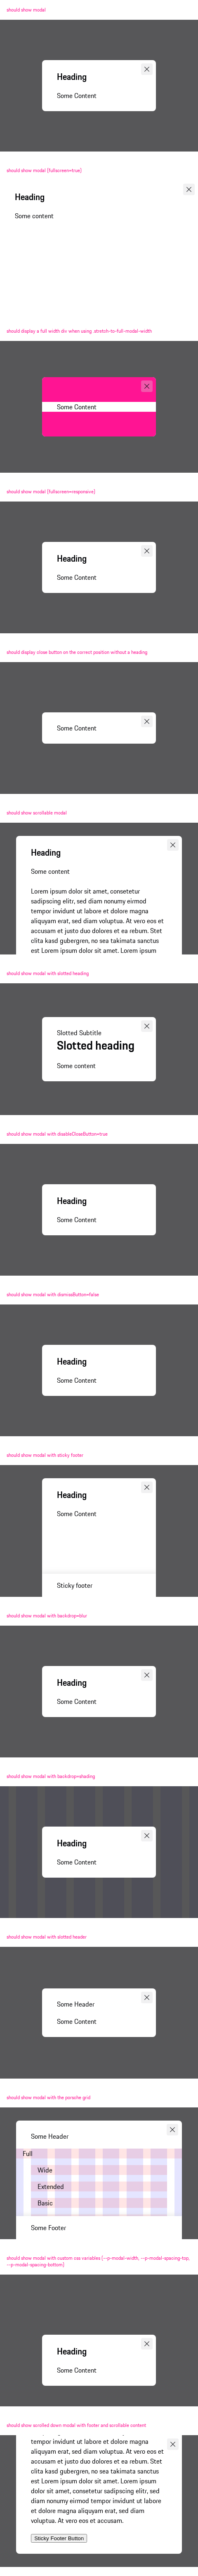 should show modal
Heading
Some Content
should show modal [fullscreen=true]
Heading
Some content
should display a full width div when using .stretch-to-full-modal-width
Some Content
should show modal [fullscreen=responsive]
Heading
Some Content
should display close button on the correct position without a heading
Some Content
should show scrollable modal
Heading
Some content
Lorem ipsum dolor sit amet, consetetur
sadipscing elitr, sed diam nonumy eirmod
tempor invidunt ut labore et dolore magna
aliquyam erat, sed diam voluptua. At vero eos et
accusam et justo duo dolores et ea rebum. Stet
clita kasd gubergren, no sea takimata sanctus
est Lorem ipsum dolor sit amet. Lorem ipsum
should show modal with slotted heading
Slotted Subtitle
Slotted heading
Some content
should show modal with disableCloseButton=true
Heading
Some Content
should show modal with dismissButton=false
Heading
Some Content
should show modal with sticky footer
Heading
Some Content
Sticky footer
should show modal with backdrop=blur
Heading
Some Content
should show modal with backdrop=shading
Heading
Some Content
should show modal with slotted header
Some Header
Some Content
should show modal with the porsche grid
Some Header
Full
Wide
Extended
Basic
Some Footer
should show modal with custom css variables [--p-modal-width, --p-modal-spacing-top,
--p-modal-spacing-bottom]
Heading
Some Content
should show scrolled down modal with footer and scrollable content
tempor invidunt ut labore et dolore magna
aliquyam erat, sed diam voluptua. At vero eos et
accusam et justo duo dolores et ea rebum. Stet
clita kasd gubergren, no sea takimata sanctus
est Lorem ipsum dolor sit amet. Lorem ipsum
dolor sit amet, consetetur sadipscing elitr, sed
diam nonumy eirmod tempor invidunt ut labore
et dolore magna aliquyam erat, sed diam
voluptua. At vero eos et accusam.
Sticky Footer Button